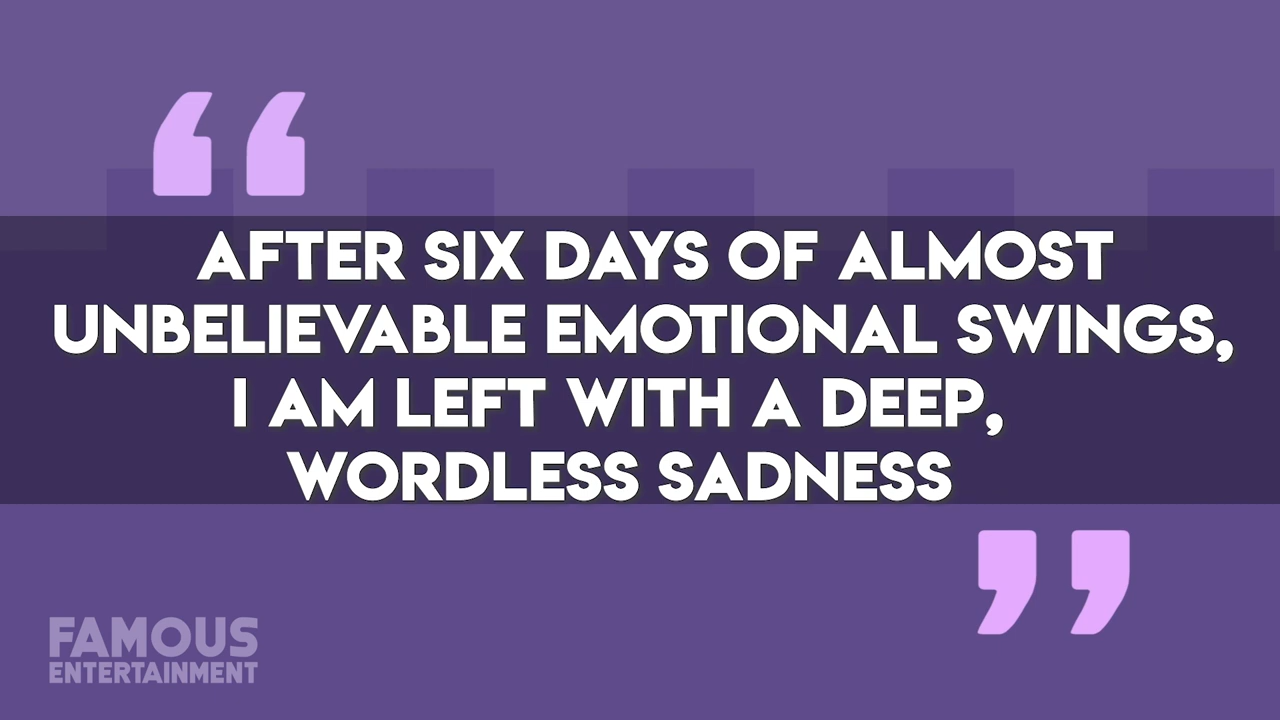 “
AFTER SIX DAYS OF ALMOST
UNBELIEVABLE EMOTIONAL SWINGS,
I AM LEFT WITH A DEEP,
WORDLESS SADNESS
”
FAMOUS
ENTERTAINMENT